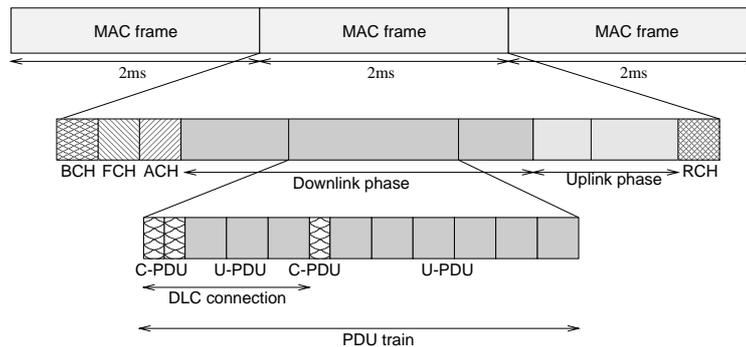 MAC frame MAC frame MAC frame
2ms 2ms 2ms
BCH FCH ACH Downlink phase Uplink phase RCH
C-PDU U-PDU C-PDU U-PDU
DLC connection
PDU train